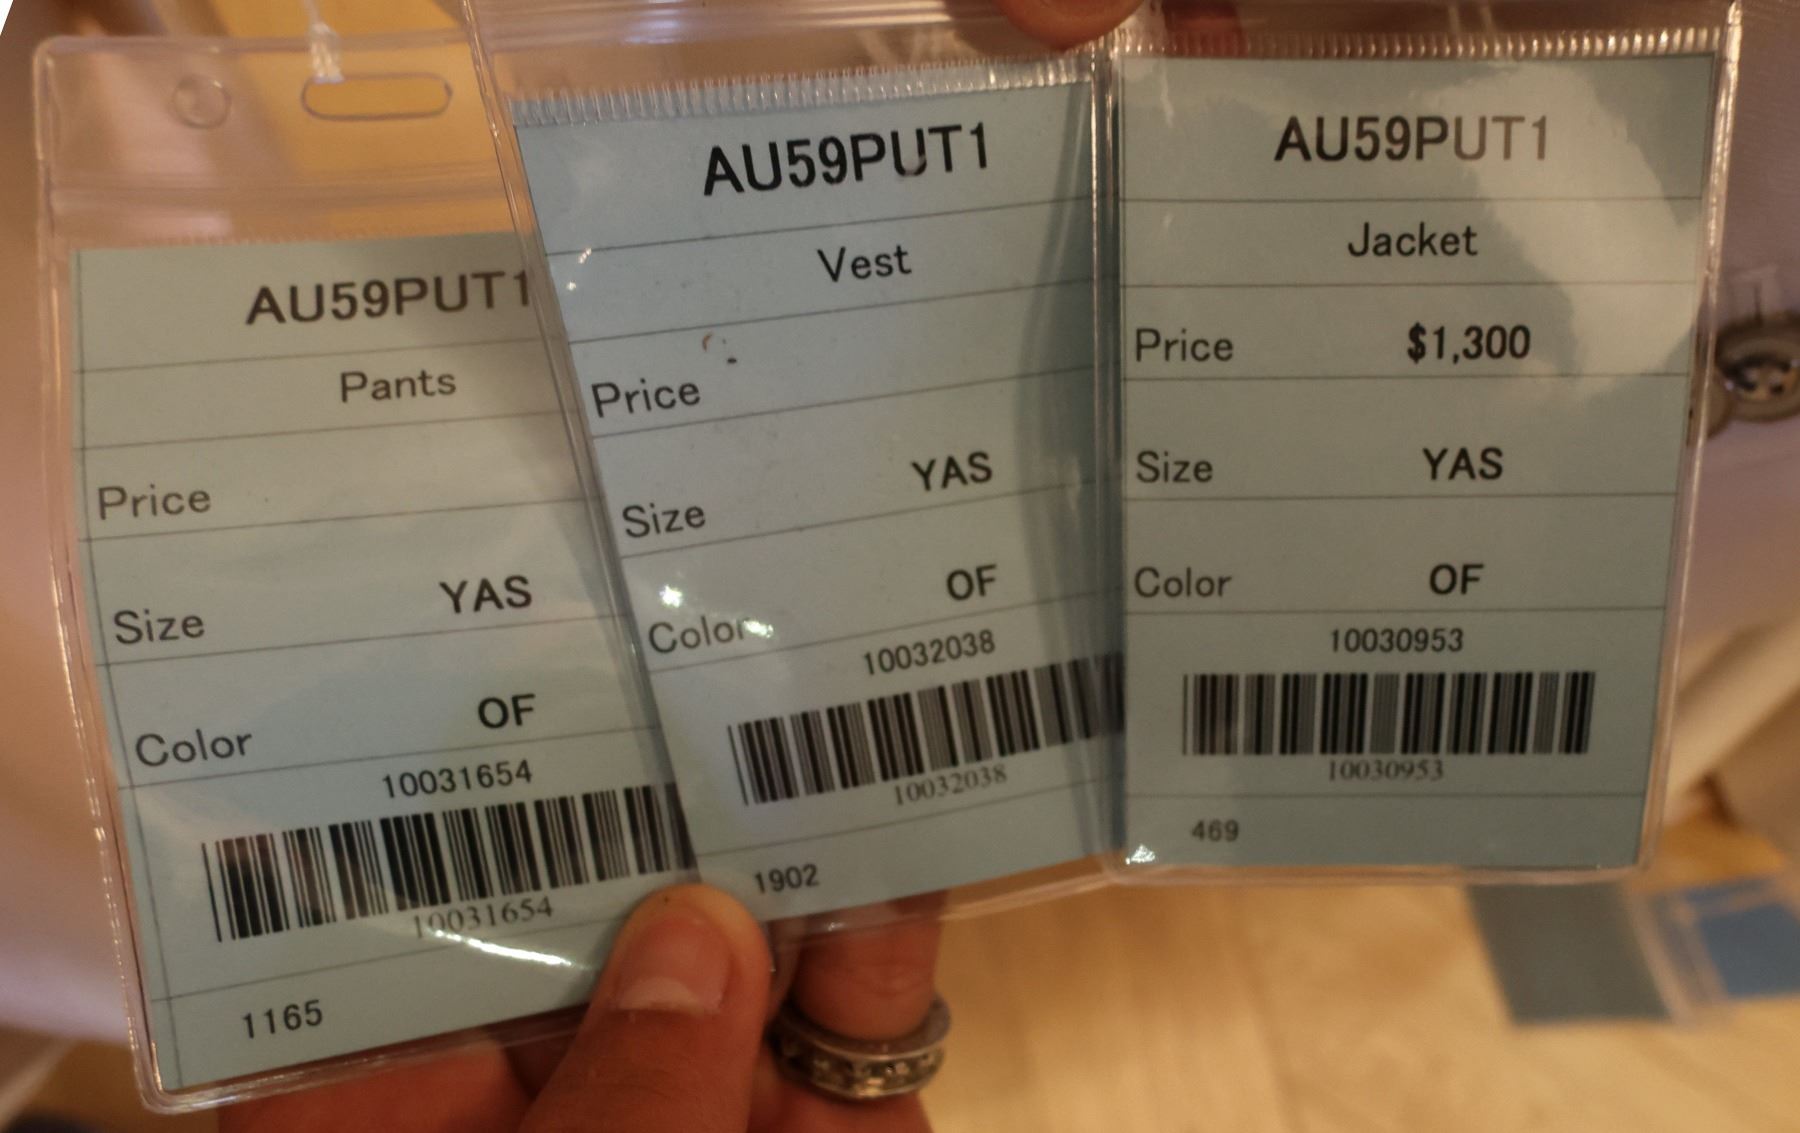 AU59PUT1
Pants
Price
Size YAS
Color OF
10031654
10031654
1165
AU59PUT1
Vest
Price
Size YAS
Color OF
10032038
10032038
1902
AU59PUT1
Jacket
Price $1,300
Size YAS
Color OF
10030953
10030953
469